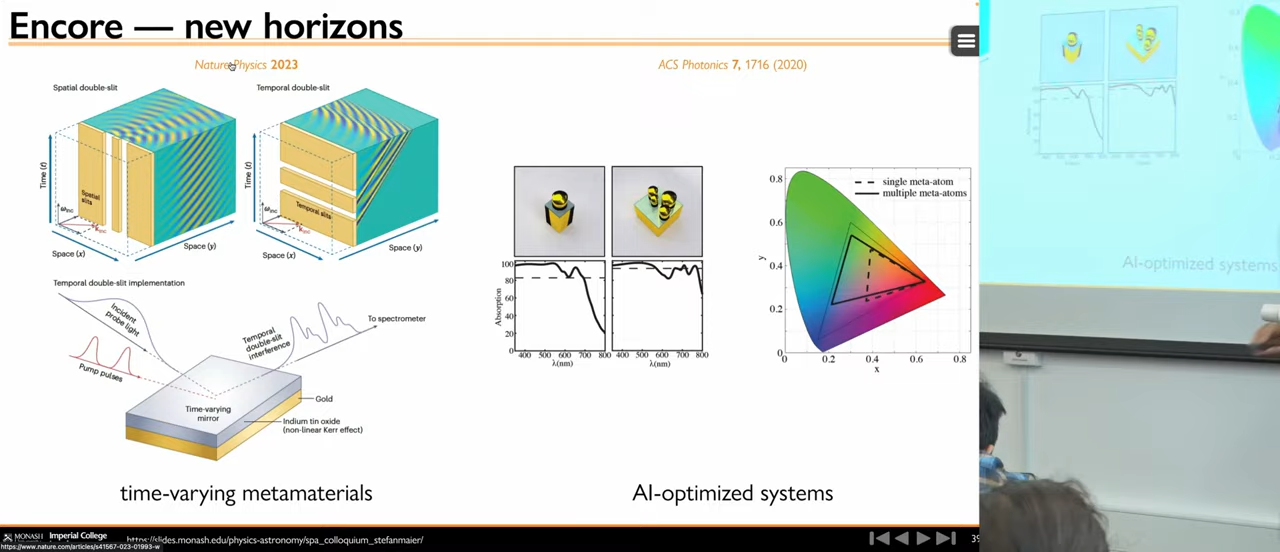 Encore — new horizons
Nature Physics 2023
ACS Photonics 7, 1716 (2020)
Spatial double-slit
Temporal double-slit
Time (t)
Spatial
slits
ωinc
kinc
Space (x)
Space (y)
Time (t)
Temporal slits
ωinc
kinc
Space (x)
Space (y)
Temporal double-slit implementation
Incident
probe light
Pump pulses
Temporal
double-slit
interference
To spectrometer
Time-varying
mirror
Gold
Indium tin oxide
(non-linear Kerr effect)
Absorption
100
80
60
40
20
0
400 500 600 700 800
λ(nm)
400 500 600 700 800
λ(nm)
single meta-atom
multiple meta-atoms
y
0.8
0.6
0.4
0.2
0
0 0.2 0.4 0.6 0.8
x
time-varying metamaterials
AI-optimized systems
AI-optimized systems
MONASH
Imperial College
https://slides.monash.edu/physics-astronomy/spa_colloquium_stefanmaier/
https://www.nature.com/articles/s41567-023-01993-w